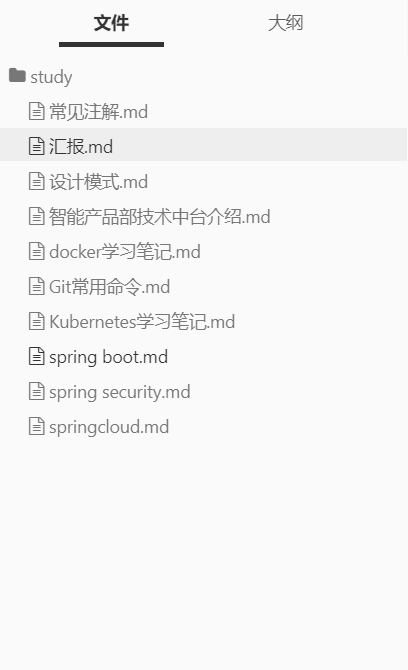 文件 大纲
study
常见注解.md
汇报.md
设计模式.md
智能产品部技术中台介绍.md
docker学习笔记.md
Git常用命令.md
Kubernetes学习笔记.md
spring boot.md
spring security.md
springcloud.md